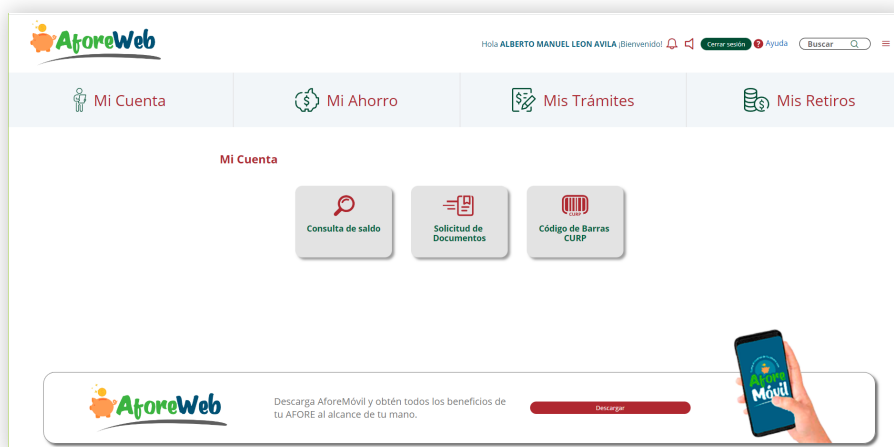 AforeWeb
Hola ALBERTO MANUEL LEON AVILA ¡Bienvenido!
Cerrar sesión
? Ayuda
Buscar
Mi Cuenta
Mi Ahorro
Mis Trámites
Mis Retiros
Mi Cuenta
Consulta de saldo
Solicitud de
Documentos
CURP
Código de Barras
CURP
AforeWeb
Descarga AforeMóvil y obtén todos los beneficios de
tu AFORE al alcance de tu mano.
Descargar
Afore
Móvil